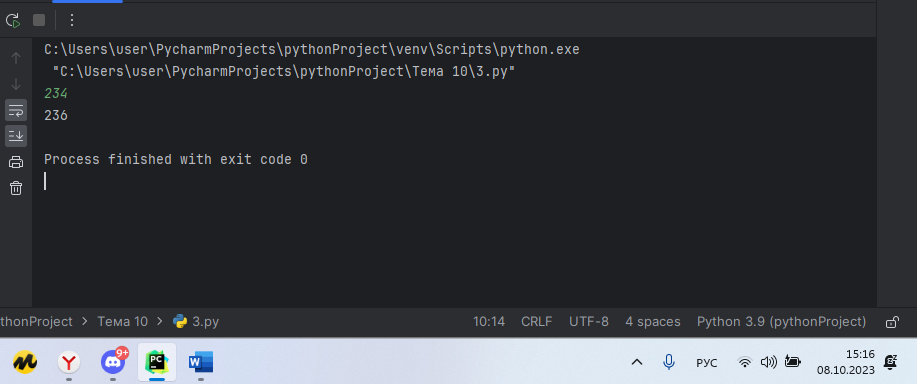 C:\Users\user\PycharmProjects\pythonProject\venv\Scripts\python.exe
"C:\Users\user\PycharmProjects\pythonProject\Тема 10\3.py"
234
236
Process finished with exit code 0
thonProject > Тема 10 > 3.py
10:14 CRLF UTF-8 4 spaces Python 3.9 (pythonProject)
Y 9+ PC W РУС 15:16
08.10.2023